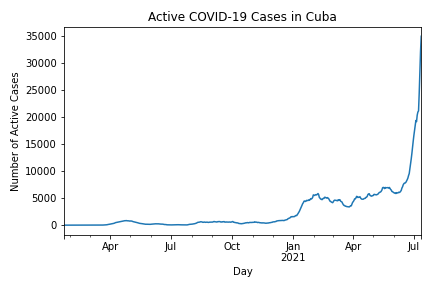 Active COVID-19 Cases in Cuba
Number of Active Cases
35000
30000
25000
20000
15000
10000
5000
0
Apr Jul Oct Jan Apr Jul
2021
Day